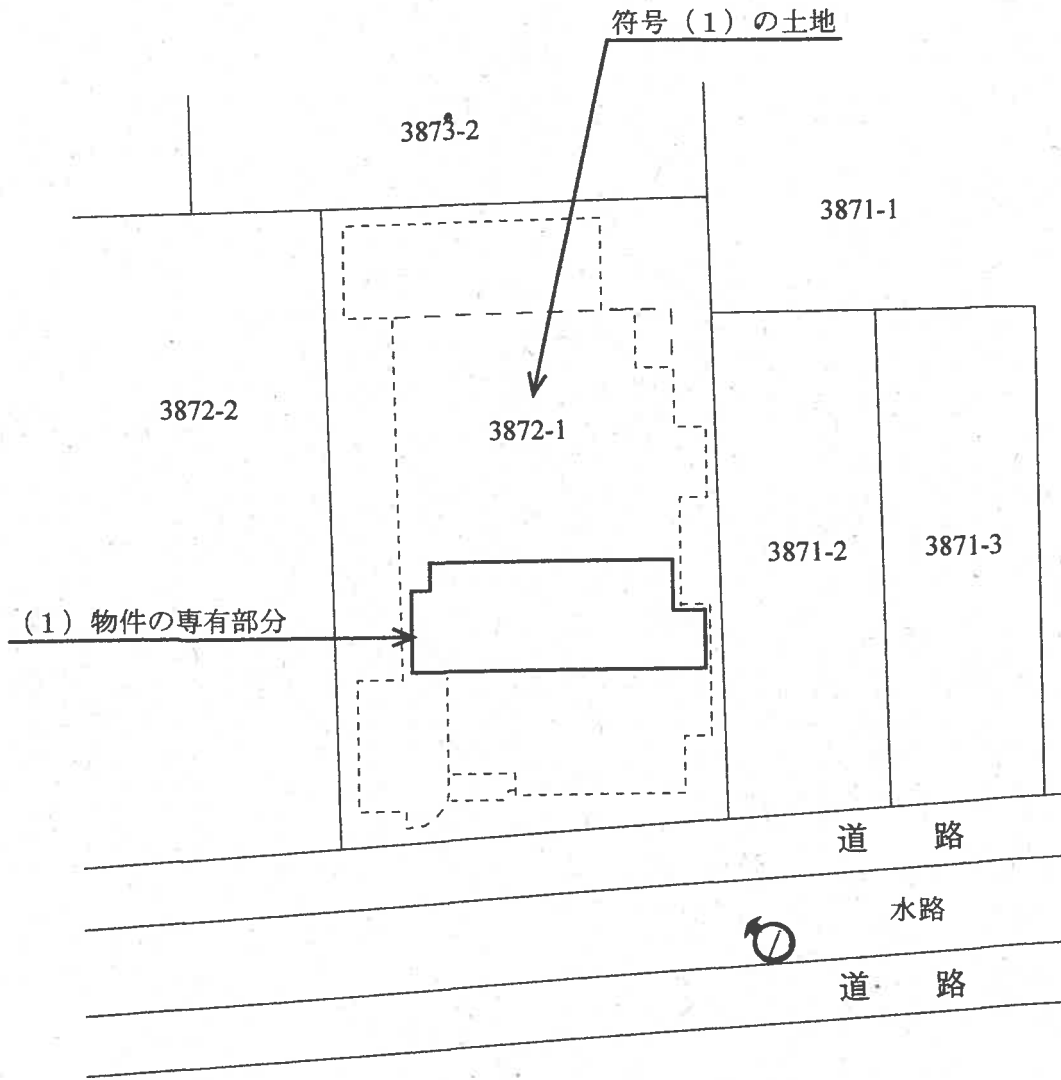 符号（1）の土地
3873-2
3871-1
3872-2
3872-1
3871-2
3871-3
（1）物件の専有部分
道　路
水路
道　路